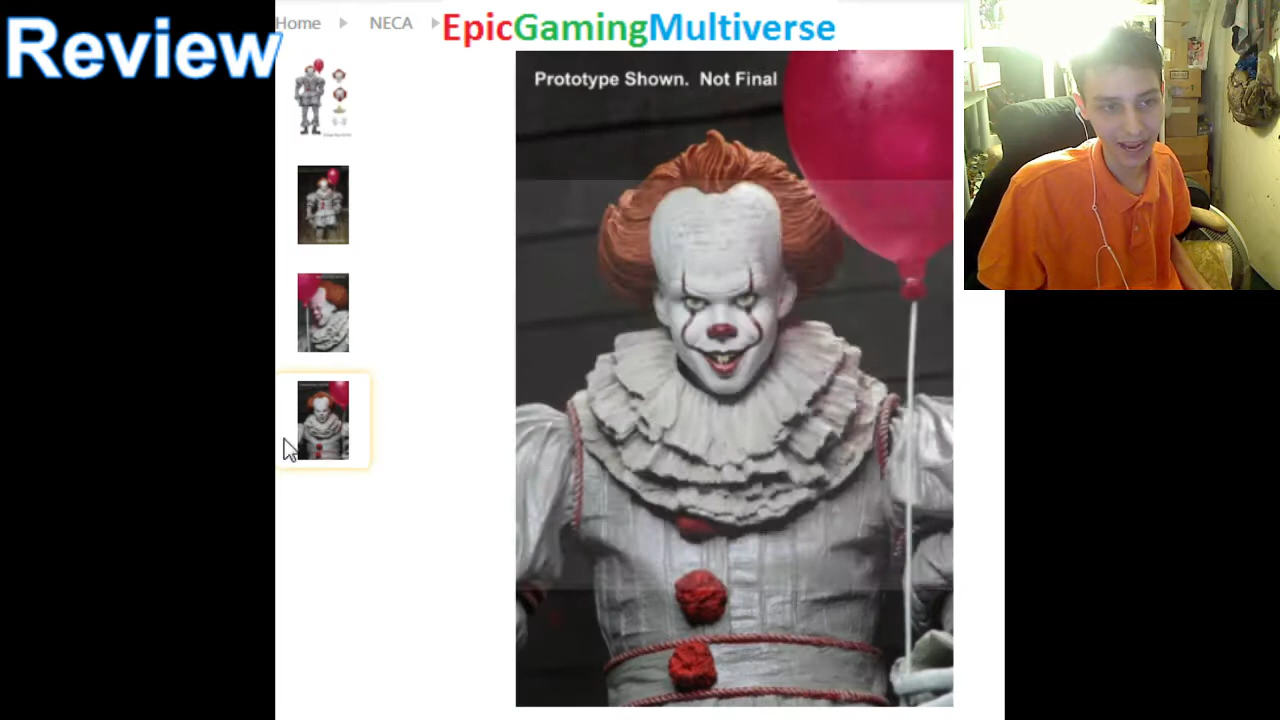 Review
Home
NECA
EpicGamingMultiverse
Prototype Shown. Not Final